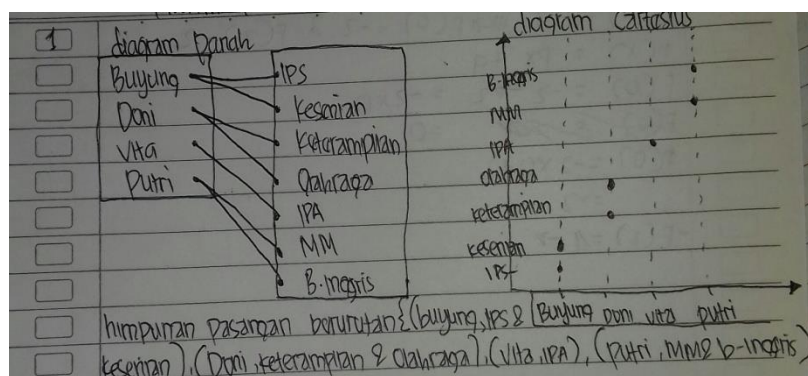 1 diagram panah
Buyung
Doni
Vita
Putri
IPS
Kesenian
Keterampilan
Olahraga
IPA
MM
B.Inggris
diagram Cartesius
B-Inggris
MM
IPA
olahraga
keterampilan
kesenian
IPS
Buyung Doni vita putri
himpunan pasangan berurutan {(buyung, IPS &
kesenian), (Doni, keterampilan & olahraga), (Vita, IPA), (putri, MM & b-inggris)